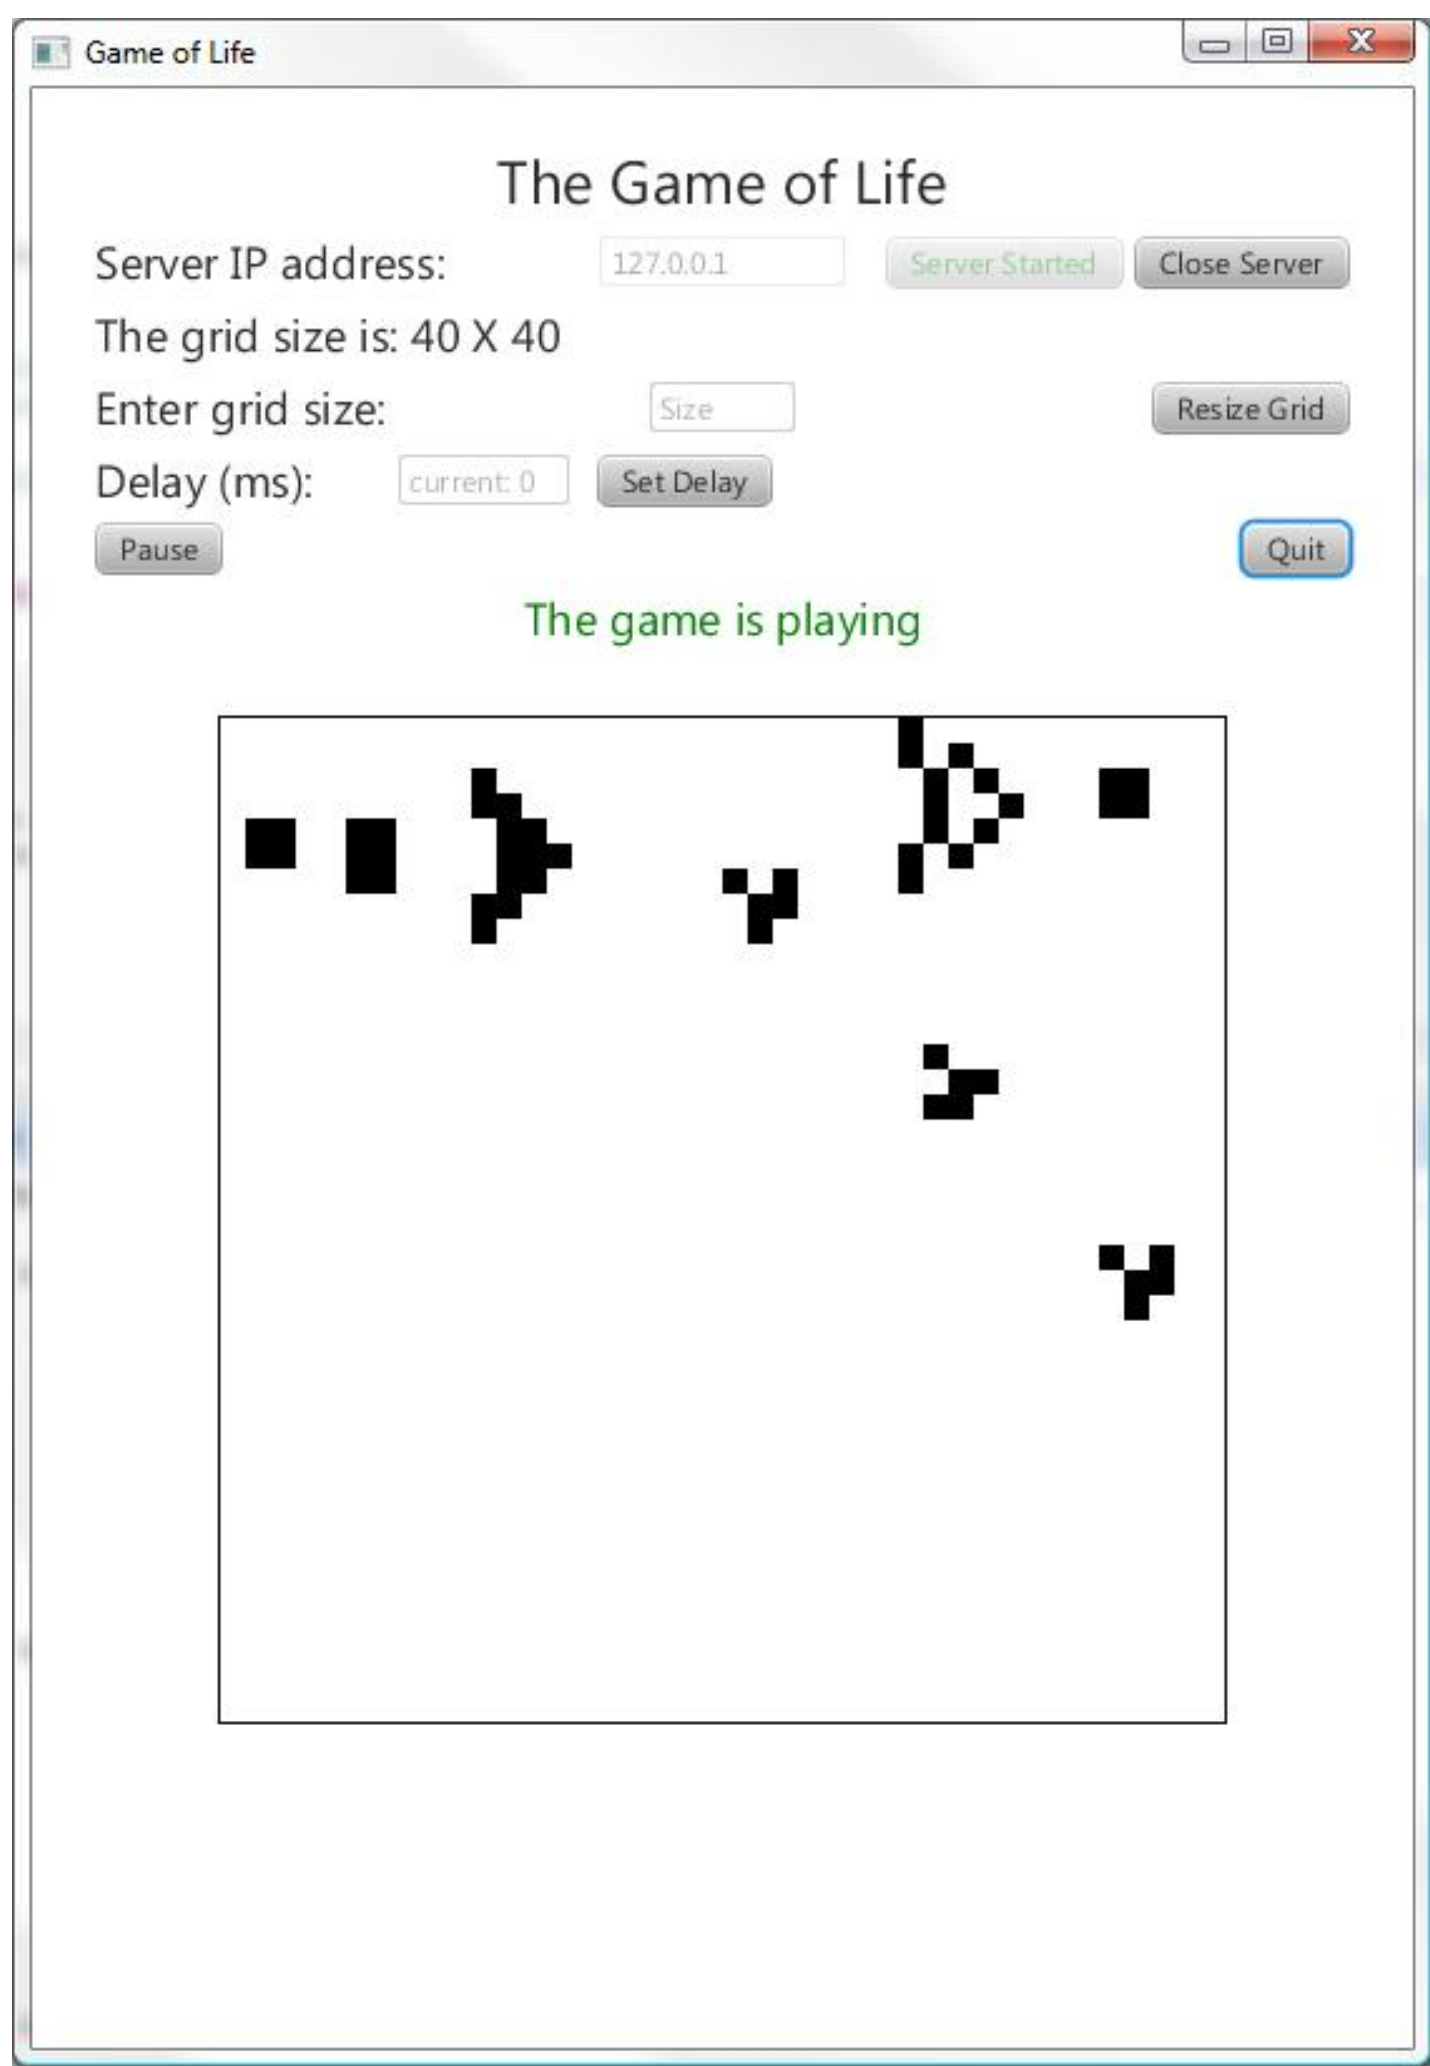 Game of Life
The Game of Life
Server IP address: 127.0.0.1 Server Started Close Server
The grid size is: 40 X 40
Enter grid size: Size Resize Grid
Delay (ms): current: 0 Set Delay
Pause Quit
The game is playing